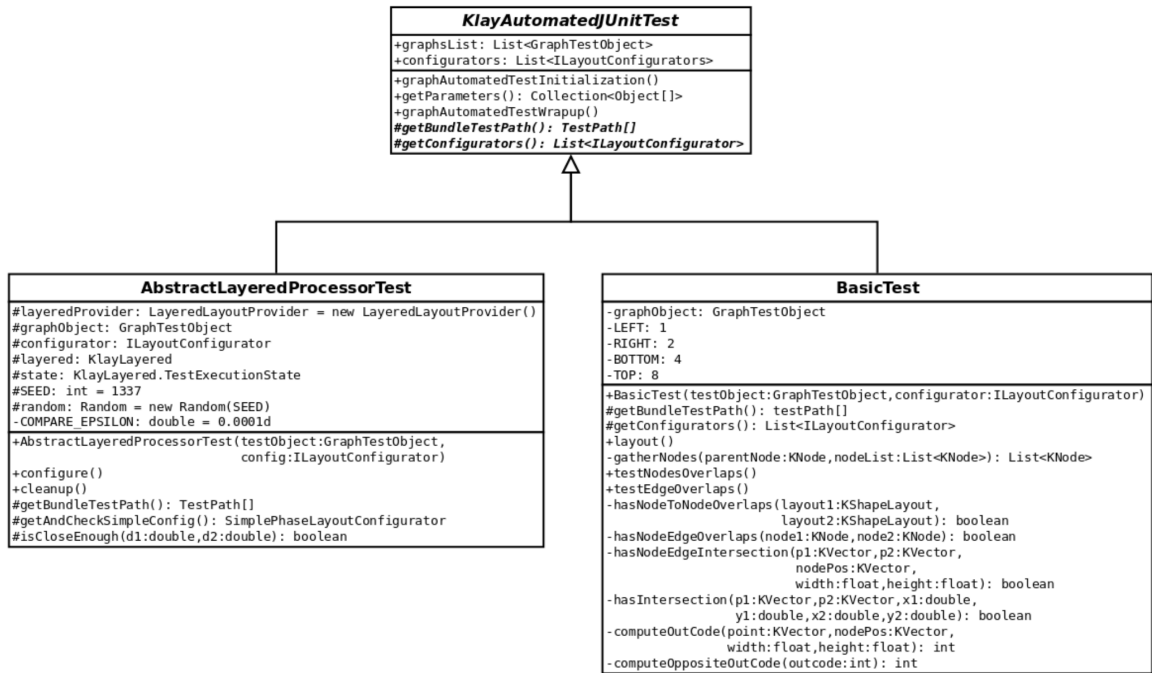 KlayAutomatedJUnitTest
+graphsList: List<GraphTestObject>
+configurators: List<ILayoutConfigurators>
+graphAutomatedTestInitialization()
+getParameters(): Collection<Object[]>
+graphAutomatedTestWrapup()
#getBundleTestPath(): TestPath[]
#getConfigurators(): List<ILayoutConfigurator>
AbstractLayeredProcessorTest
#layeredProvider: LayeredLayoutProvider = new LayeredLayoutProvider()
#graphObject: GraphTestObject
#configurator: ILayoutConfigurator
#layered: KlayLayered
#state: KlayLayered.TestExecutionState
#SEED: int = 1337
#random: Random = new Random(SEED)
-COMPARE_EPSILON: double = 0.0001d
+AbstractLayeredProcessorTest(testObject:GraphTestObject,
config:ILayoutConfigurator)
+configure()
+cleanup()
#getBundleTestPath(): TestPath[]
#getAndCheckSimpleConfig(): SimplePhaseLayoutConfigurator
#isCloseEnough(d1:double,d2:double): boolean
BasicTest
-graphObject: GraphTestObject
-LEFT: 1
-RIGHT: 2
-BOTTOM: 4
-TOP: 8
+BasicTest(testObject:GraphTestObject,configurator:ILayoutConfigurator)
#getBundleTestPath(): testPath[]
#getConfigurators(): List<ILayoutConfigurator>
+layout()
-gatherNodes(parentNode:KNode,nodeList:List<KNode>): List<KNode>
+testNodesOverlaps()
+testEdgeOverlaps()
-hasNodeToNodeOverlaps(layout1:KShapeLayout,
layout2:KShapeLayout): boolean
-hasNodeEdgeOverlaps(node1:KNode,node2:KNode): boolean
-hasNodeEdgeIntersection(p1:KVector,p2:KVector,
nodePos:KVector,
width:float,height:float): boolean
-hasIntersection(p1:KVector,p2:KVector,x1:double,
y1:double,x2:double,y2:double): boolean
-computeOutCode(point:KVector,nodePos:KVector,
width:float,height:float): int
-computeOppositeOutCode(outcode:int): int